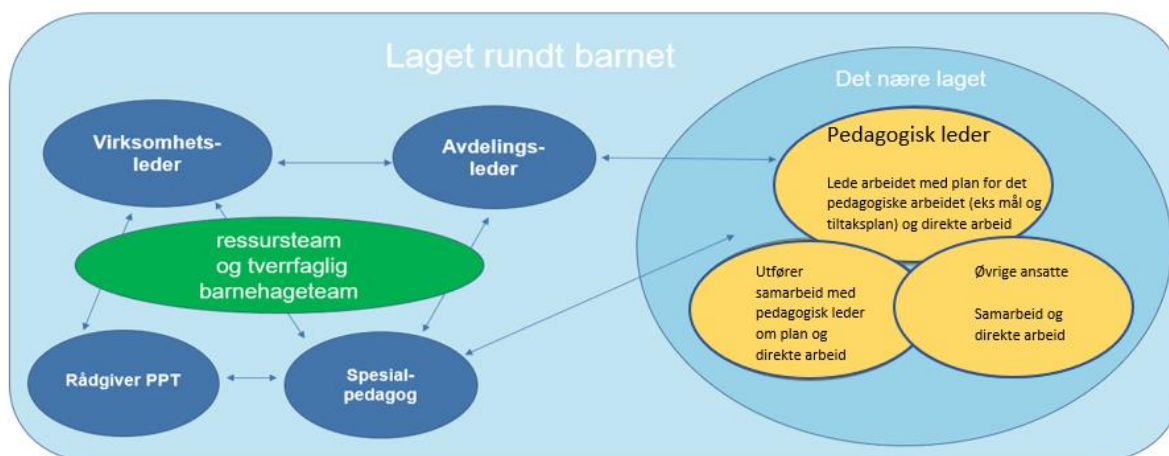 Laget rundt barnet
Det nære laget
Virksomhets-
leder
Avdelings-
leder
ressursteam
og tverrfaglig
barnehageteam
Rådgiver PPT
Spesial-
pedagog
Pedagogisk leder
Lede arbeidet med plan for det
pedagogiske arbeidet (eks mål og
tiltaksplan) og direkte arbeid
Utfører
samarbeid med
pedagogisk leder
om plan og
direkte arbeid
Øvrige ansatte
Samarbeid og
direkte arbeid